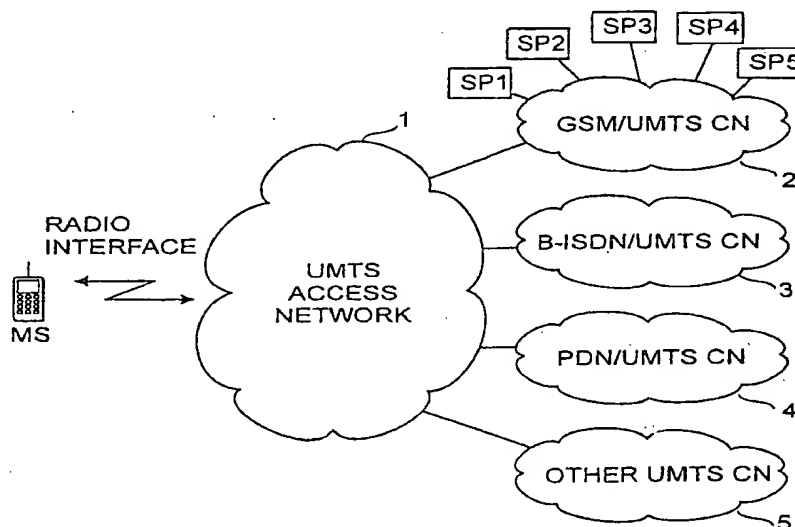 SP3
SP4
SP2
SP5
SP1
1
GSM/UMTS CN
2
RADIO
INTERFACE
B-ISDN/UMTS CN
UMTS
ACCESS
NETWORK
3
MS
PDN/UMTS CN
4
OTHER UMTS CN
5